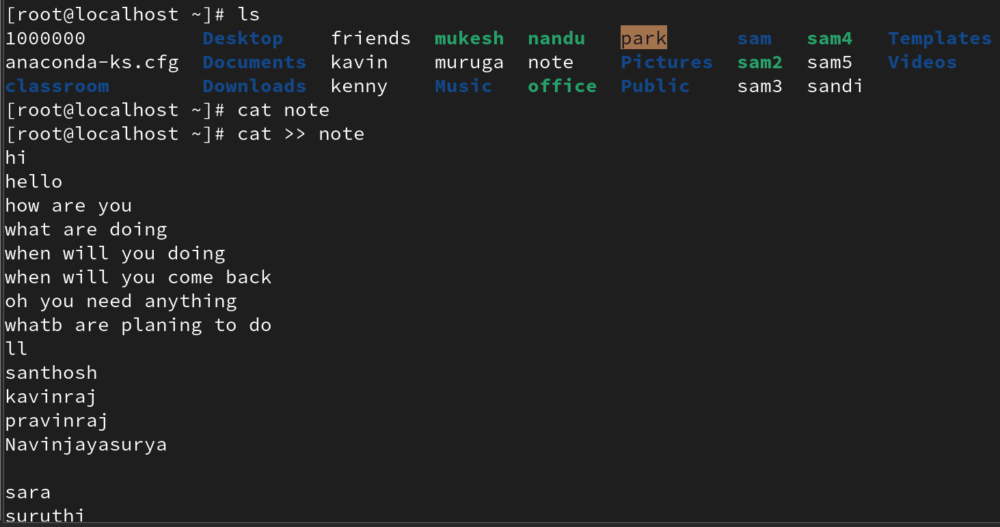 [root@localhost ~]# ls
1000000 Desktop friends mukesh nandu park sam sam4 Templates
anaconda-ks.cfg Documents kavin muruga note Pictures sam2 sam5 Videos
classroom Downloads kenny Music office Public sam3 sandi
[root@localhost ~]# cat note
[root@localhost ~]# cat >> note
hi
hello
how are you
what are doing
when will you doing
when will you come back
oh you need anything
whatb are planing to do
ll
santhosh
kavinraj
pravinraj
Navinjayasurya
sara
suruthi